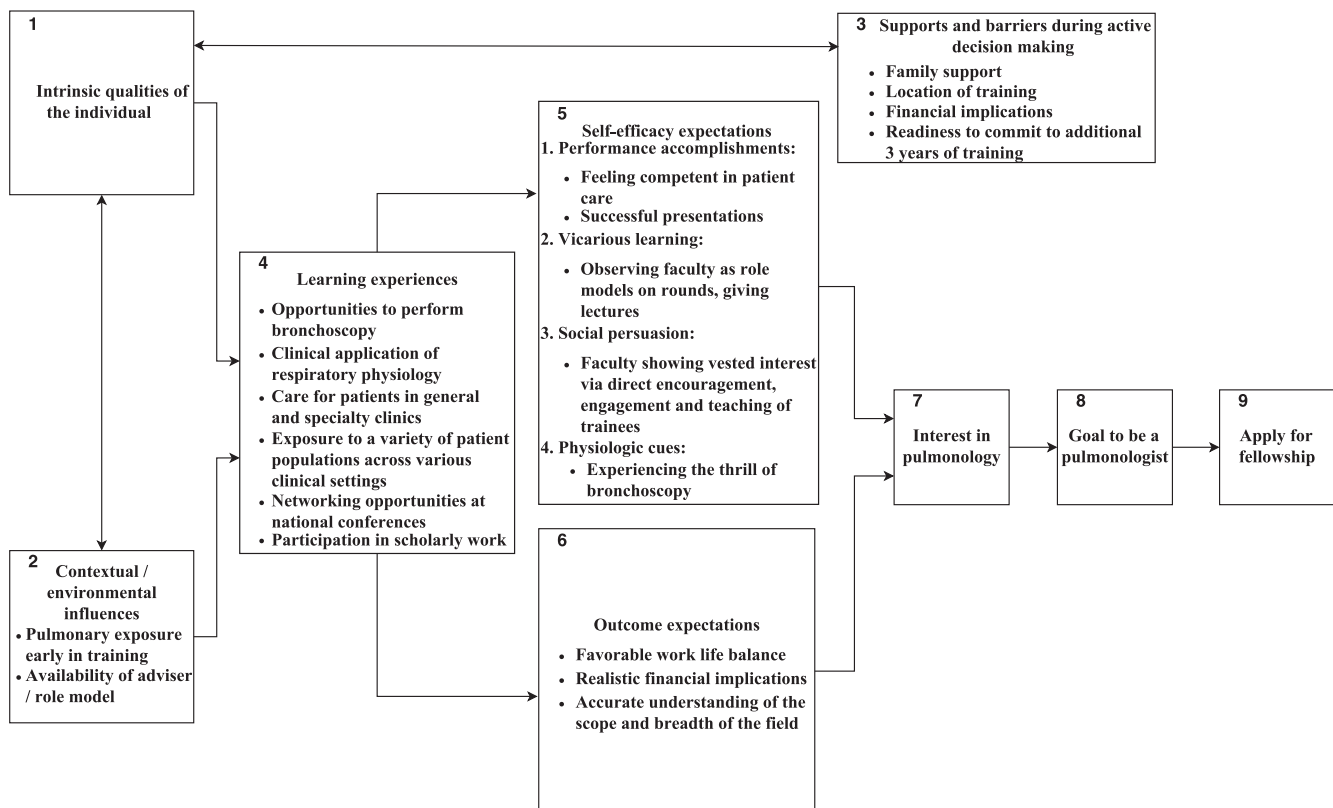 1
Intrinsic qualities of
the individual
2
Contextual /
environmental
influences
• Pulmonary exposure
early in training
• Availability of adviser
/ role model
3
Supports and barriers during active
decision making
• Family support
• Location of training
• Financial implications
• Readiness to commit to additional
3 years of training
4
Learning experiences
• Opportunities to perform
bronchoscopy
• Clinical application of
respiratory physiology
• Care for patients in general
and specialty clinics
• Exposure to a variety of patient
populations across various
clinical settings
• Networking opportunities at
national conferences
• Participation in scholarly work
5
Self-efficacy expectations
1. Performance accomplishments:
• Feeling competent in patient
care
• Successful presentations
2. Vicarious learning:
• Observing faculty as role
models on rounds, giving
lectures
3. Social persuasion:
• Faculty showing vested interest
via direct encouragement,
engagement and teaching of
trainees
4. Physiologic cues:
• Experiencing the thrill of
bronchoscopy
6
Outcome expectations
• Favorable work life balance
• Realistic financial implications
• Accurate understanding of the
scope and breadth of the field
7
Interest in
pulmonology
8
Goal to be a
pulmonologist
9
Apply for
fellowship